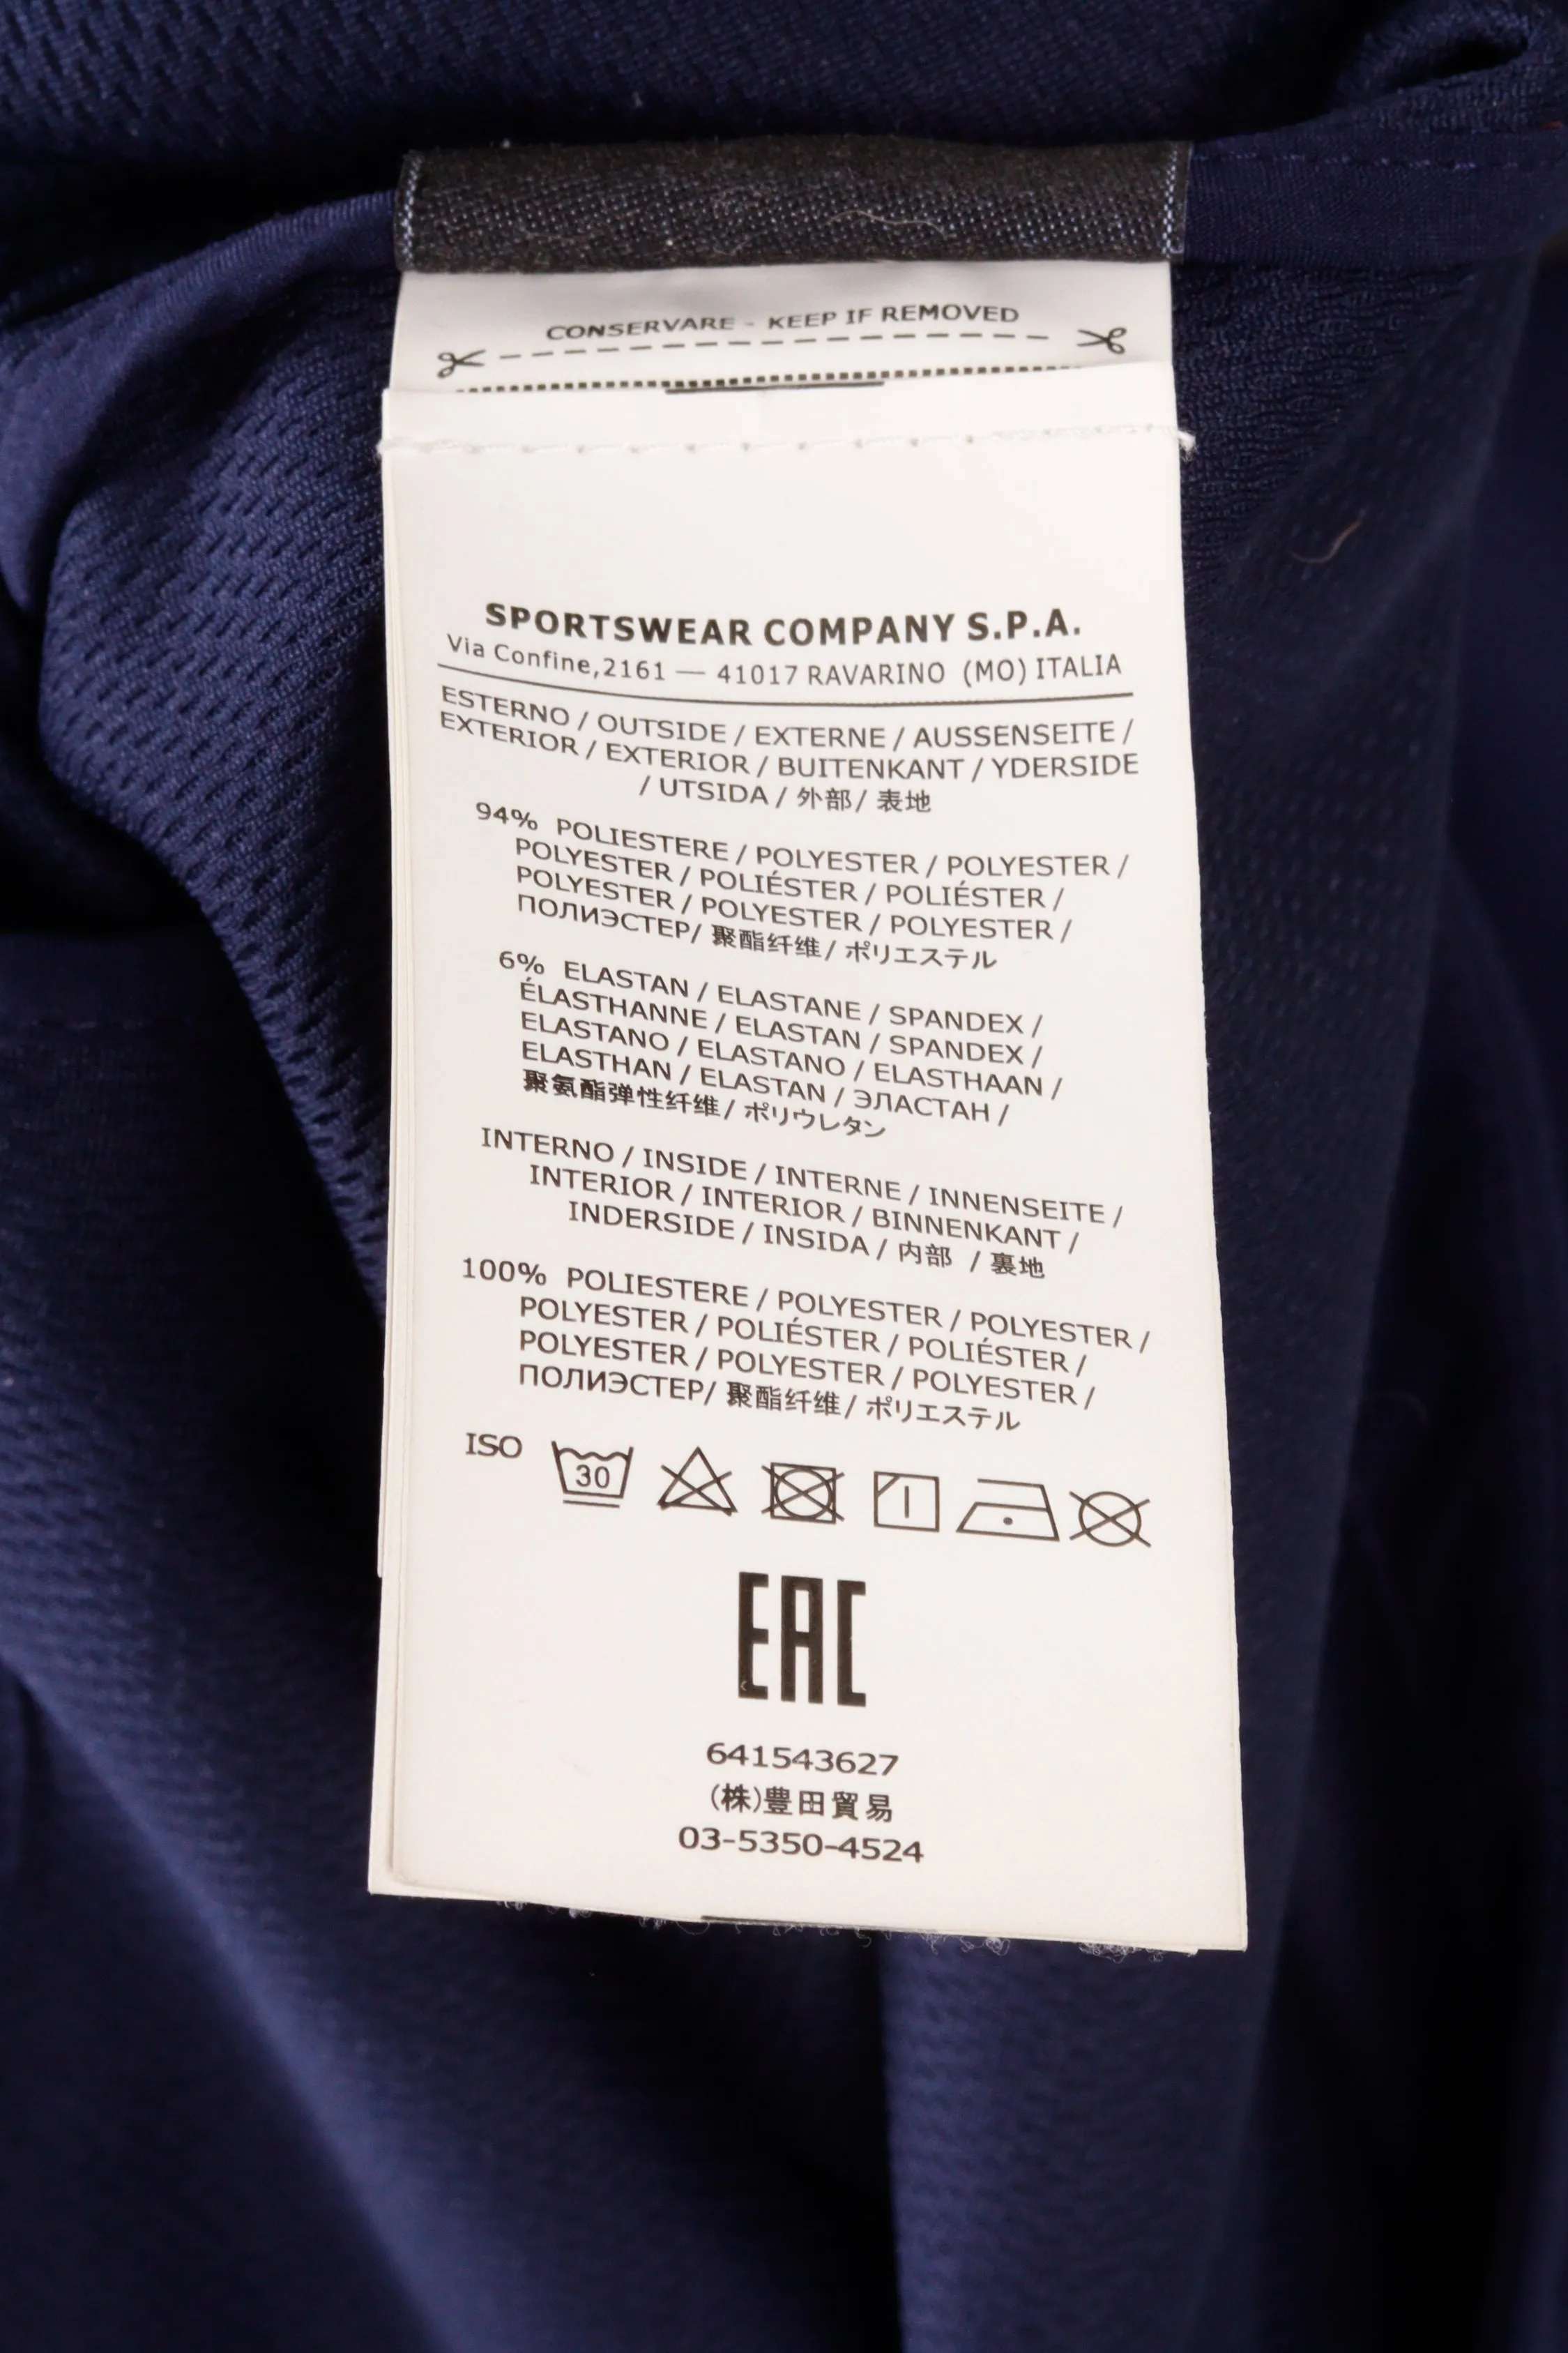 CONSERVARE - KEEP IF REMOVED
SPORTSWEAR COMPANY S.P.A.
Via Confine,2161 — 41017 RAVARINO (MO) ITALIA
ESTERNO / OUTSIDE / EXTERNE / AUSSENSEITE /
EXTERIOR / EXTERIOR / BUITENKANT / YDERSIDE
/ UTSIDA / 外部/ 表地
94% POLIESTERE / POLYESTER / POLYESTER /
POLYESTER / POLIÉSTER / POLIÉSTER /
POLYESTER / POLYESTER / POLYESTER /
ПОЛИЭСТЕР/ 聚酯纤维/ ポリエステル
6% ELASTAN / ELASTANE / SPANDEX /
ÉLASTHANNE / ELASTAN / SPANDEX /
ELASTANO / ELASTANO / ELASTHAAN /
ELASTHAN / ELASTAN / ЭЛАСТАН /
聚氨酯弹性纤维/ ポリウレタン
INTERNO / INSIDE / INTERNE / INNENSEITE /
INTERIOR / INTERIOR / BINNENKANT /
INDERSIDE / INSIDA / 内部 / 裏地
100% POLIESTERE / POLYESTER / POLYESTER /
POLYESTER / POLIÉSTER / POLIÉSTER /
POLYESTER / POLYESTER / POLYESTER /
ПОЛИЭСТЕР/ 聚酯纤维/ ポリエステル
ISO 30
EAC
641543627
(株)豊田貿易
03-5350-4524